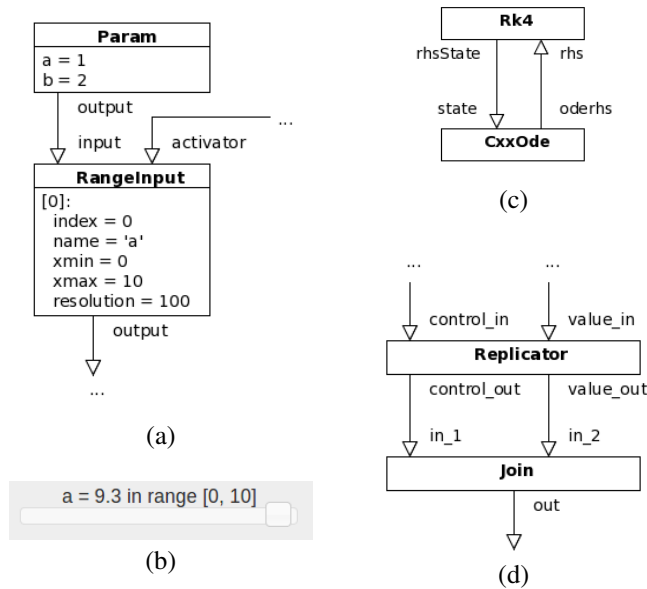 Param
a = 1
b = 2
output
input
activator
...
RangeInput
[0]:
index = 0
name = 'a'
xmin = 0
xmax = 10
resolution = 100
output
...
(a)
a = 9.3 in range [0, 10]
(b)
Rk4
rhsState
rhs
state
oderhs
CxxOde
(c)
...
...
control_in
value_in
Replicator
control_out
value_out
in_1
in_2
Join
out
(d)